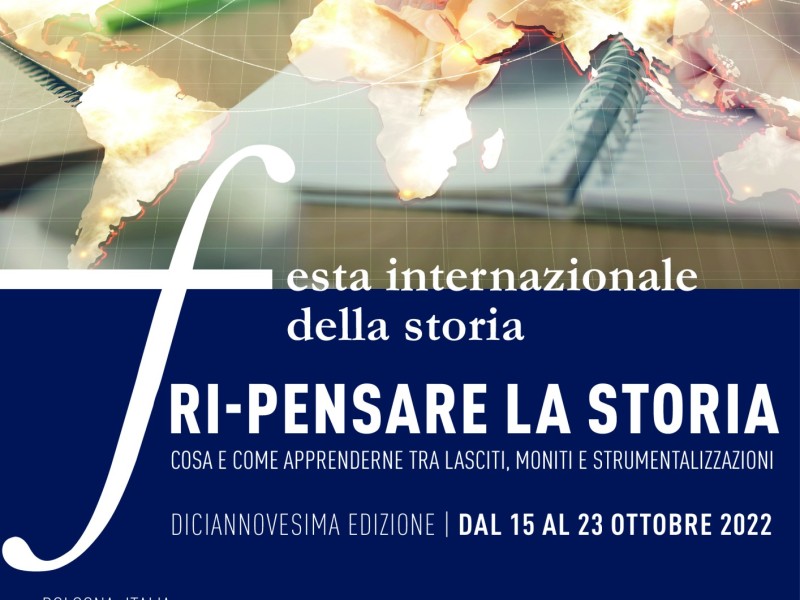 festa internazionale
della storia
RI-PENSARE LA STORIA
COSA E COME APPRENDERNE TRA LASCITI, MONITI E STRUMENTALIZZAZIONI
DICIANNOVESIMA EDIZIONE | DAL 15 AL 23 OTTOBRE 2022